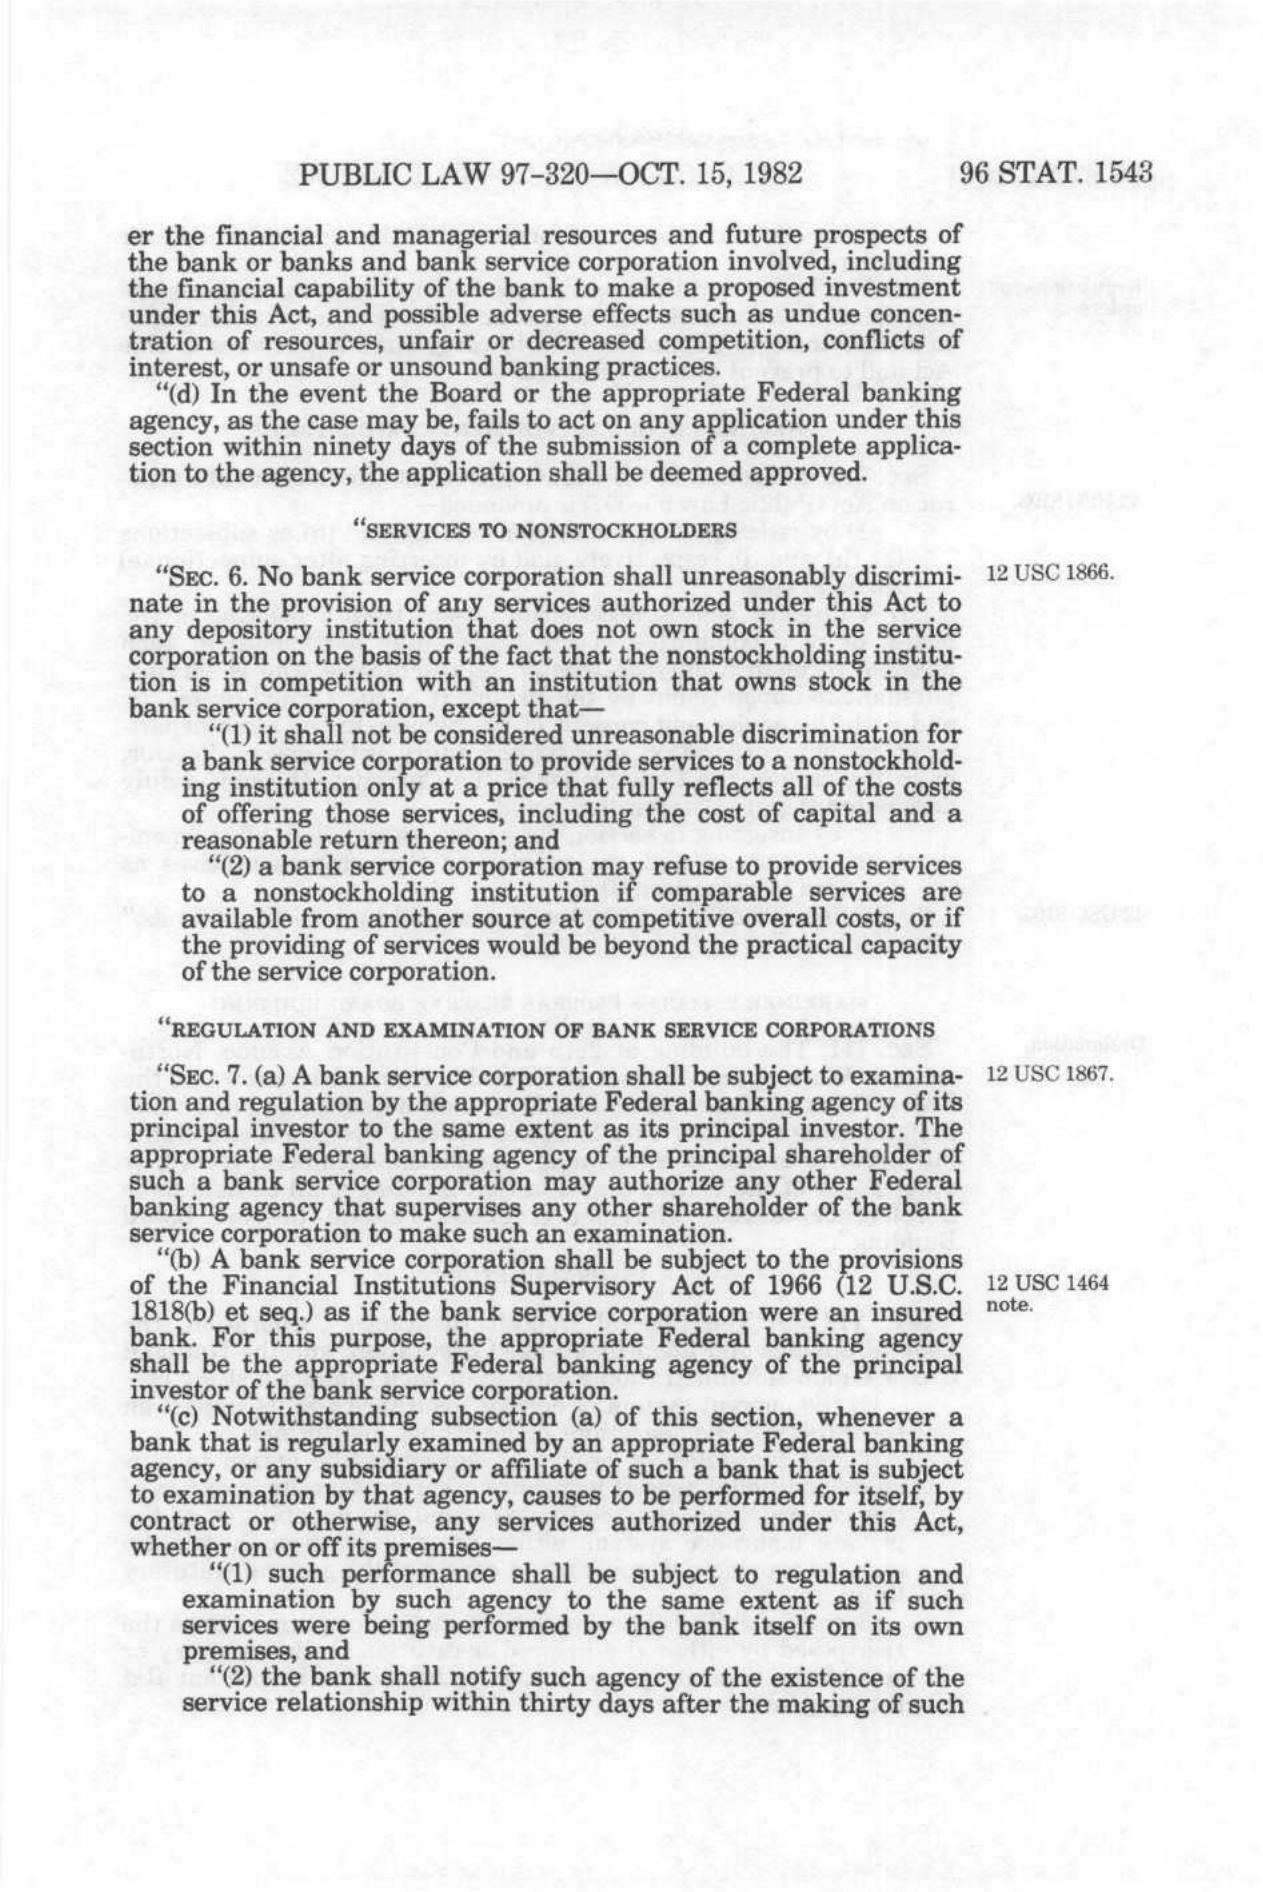 PUBLIC LAW 97–320—OCT. 15, 1982 96 STAT. 1543
er the financial and managerial resources and future prospects of
the bank or banks and bank service corporation involved, including
the financial capability of the bank to make a proposed investment
under this Act, and possible adverse effects such as undue concen-
tration of resources, unfair or decreased competition, conflicts of
interest, or unsafe or unsound banking practices.
“(d) In the event the Board or the appropriate Federal banking
agency, as the case may be, fails to act on any application under this
section within ninety days of the submission of a complete applica-
tion to the agency, the application shall be deemed approved.
“SERVICES TO NONSTOCKHOLDERS
“SEC. 6. No bank service corporation shall unreasonably discrimi- 12 USC 1866.
nate in the provision of any services authorized under this Act to
any depository institution that does not own stock in the service
corporation on the basis of the fact that the nonstockholding institu-
tion is in competition with an institution that owns stock in the
bank service corporation, except that—
“(1) it shall not be considered unreasonable discrimination for
a bank service corporation to provide services to a nonstockhold-
ing institution only at a price that fully reflects all of the costs
of offering those services, including the cost of capital and a
reasonable return thereon; and
“(2) a bank service corporation may refuse to provide services
to a nonstockholding institution if comparable services are
available from another source at competitive overall costs, or if
the providing of services would be beyond the practical capacity
of the service corporation.
“REGULATION AND EXAMINATION OF BANK SERVICE CORPORATIONS
“SEC. 7. (a) A bank service corporation shall be subject to examina- 12 USC 1867.
tion and regulation by the appropriate Federal banking agency of its
principal investor to the same extent as its principal investor. The
appropriate Federal banking agency of the principal shareholder of
such a bank service corporation may authorize any other Federal
banking agency that supervises any other shareholder of the bank
service corporation to make such an examination.
“(b) A bank service corporation shall be subject to the provisions
of the Financial Institutions Supervisory Act of 1966 (12 U.S.C. 12 USC 1464
1818(b) et seq.) as if the bank service corporation were an insured note.
bank. For this purpose, the appropriate Federal banking agency
shall be the appropriate Federal banking agency of the principal
investor of the bank service corporation.
“(c) Notwithstanding subsection (a) of this section, whenever a
bank that is regularly examined by an appropriate Federal banking
agency, or any subsidiary or affiliate of such a bank that is subject
to examination by that agency, causes to be performed for itself, by
contract or otherwise, any services authorized under this Act,
whether on or off its premises—
“(1) such performance shall be subject to regulation and
examination by such agency to the same extent as if such
services were being performed by the bank itself on its own
premises, and
“(2) the bank shall notify such agency of the existence of the
service relationship within thirty days after the making of such